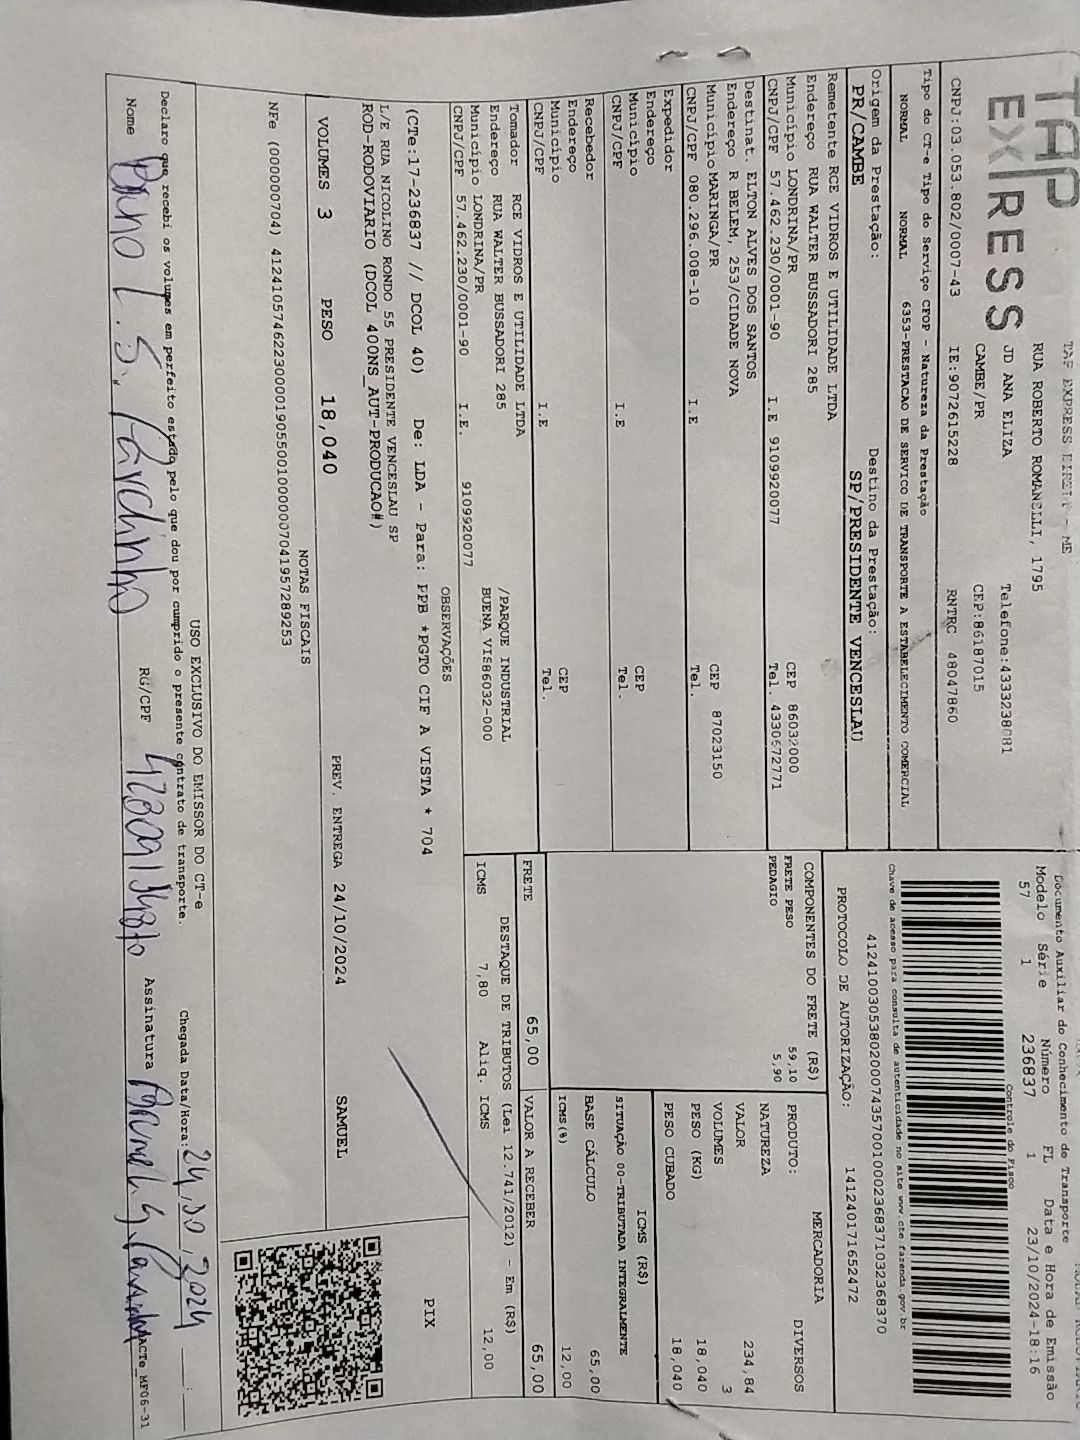 TAP
EXPRESS
TAP EXPRESS EIRELI - ME
RUA ROBERTO ROMANELLI, 1795
JD ANA ELIZA Telefone:4333238081
CAMBE/PR CEP:86187015
CNPJ:03.053.802/0007-43 IE:9072615228 RNTRC 48047860
Documento Auxiliar do Conhecimento de Transporte
Modelo Série Número FL Data e Hora de Emissão
57 1 236837 1 23/10/2024-18:16
Controle do Fisco
Tipo do CT-e Tipo do Serviço CFOP - Natureza da Prestação
NORMAL NORMAL 6353-PRESTACAO DE SERVICO DE TRANSPORTE A ESTABELECIMENTO COMERCIAL
Chave de acesso para consulta de autenticidade no site www.cte.fazenda.gov.br
41241003053802000743570010002368371032368370
PROTOCOLO DE AUTORIZAÇÃO: 141240171652472
Origem da Prestação: Destino da Prestação:
PR/CAMBE SP/PRESIDENTE VENCESLAU
Remetente RCE VIDROS E UTILIDADE LTDA
Endereço RUA WALTER BUSSADORI 285
Município LONDRINA/PR CEP 86032000
CNPJ/CPF 57.462.230/0001-90 I.E 9109920077 Tel. 4330672771
Destinat. ELTON ALVES DOS SANTOS
Endereço R BELEM, 253/CIDADE NOVA
Município MARINGA/PR CEP 87023150
CNPJ/CPF 080.296.008-10 I.E Tel.
Expedidor
Endereço
Município CEP
CNPJ/CPF I.E Tel.
Recebedor
Endereço
Município CEP
CNPJ/CPF I.E Tel.
Tomador RCE VIDROS E UTILIDADE LTDA
Endereço RUA WALTER BUSSADORI 285 /PARQUE INDUSTRIAL
Município LONDRINA/PR BUENA VIS86032-000
CNPJ/CPF 57.462.230/0001-90 I.E. 9109920077
COMPONENTES DO FRETE (R$)
FRETE PESO 59,10
PEDAGIO 5,90
MERCADORIA
PRODUTO: DIVERSOS
NATUREZA
VALOR 234,84
VOLUMES 3
PESO (KG) 18,040
PESO CUBADO 18,040
ICMS (R$)
SITUAÇÃO 00-TRIBUTADA INTEGRALMENTE
BASE CÁLCULO 65,00
ICMS(%) 12,00
FRETE 65,00 VALOR A RECEBER 65,00
DESTAQUE DE TRIBUTOS (Lei 12.741/2012) - Em (R$)
ICMS 7,80 Aliq. ICMS 12,00
OBSERVAÇÕES
(CTe:17-236837 // DCOL 40) De: LDA - Para: PPB *PGTO CIF A VISTA * 704
L/E RUA NICOLINO RONDO 55 PRESIDENTE VENCESLAU SP
ROD-RODOVIARIO (DCOL 400NS_AUT-PRODUCAO#)
PIX
VOLUMES 3 PESO 18,040 PREV. ENTREGA 24/10/2024 SAMUEL
NOTAS FISCAIS
NFe (000000704) 41241057462230000190550010000007041957289253
USO EXCLUSIVO DO EMISSOR DO CT-e
Declaro que recebi os volumes em perfeito estado pelo que dou por cumprido o presente contrato de transporte. Chegada Data/Hora: 24,10,2024 :
Nome RG/CPF Assinatura
ACTe_MF06-31